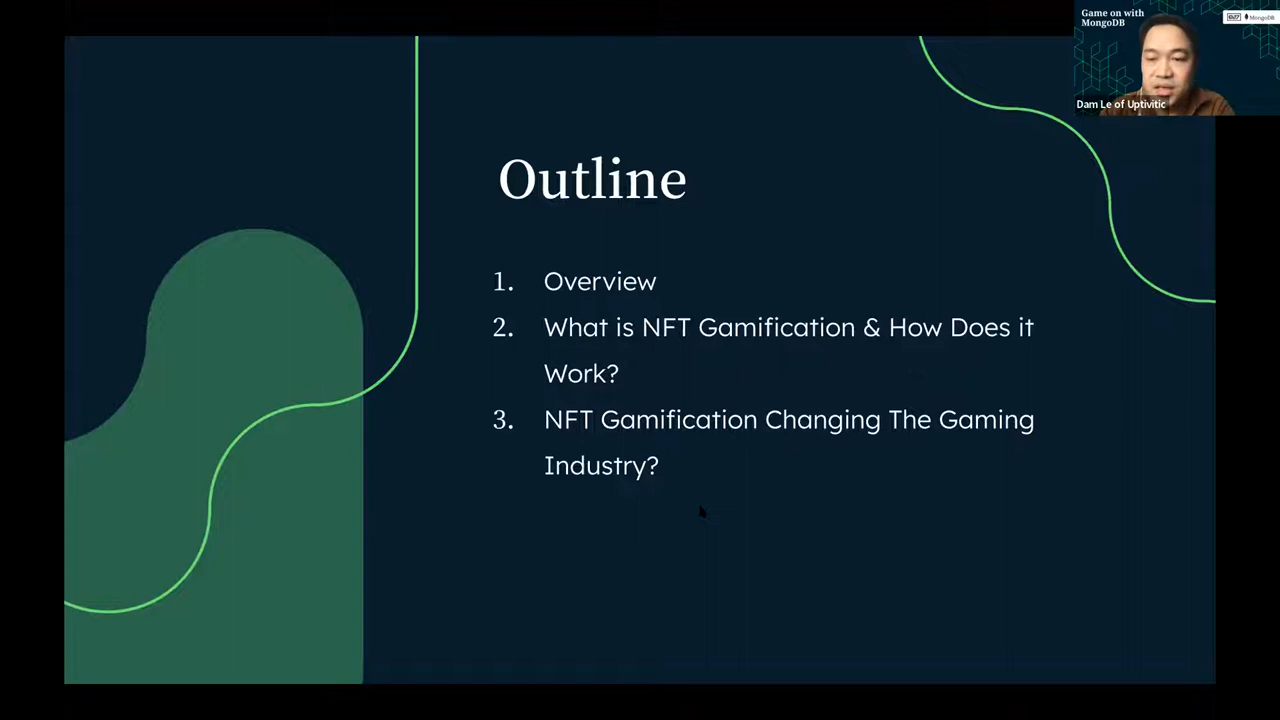 Game on with
MongoDB
MongoDB
Dam Le of Uptivitic
Outline
1. Overview
2. What is NFT Gamification & How Does it
Work?
3. NFT Gamification Changing The Gaming
Industry?